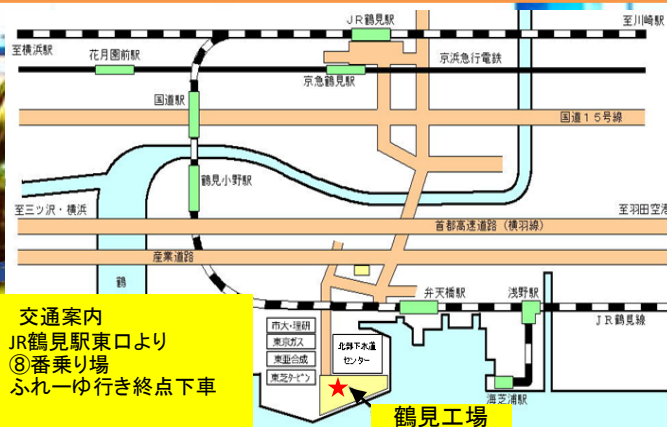 JR鶴見駅
至川崎駅
至横浜駅
花月園前駅
京急鶴見駅
京浜急行電鉄
国道駅
国道15号線
鶴見小野駅
至三ツ沢・横浜
至羽田空港
首都高速道路(横羽線)
産業道路
鶴
弁天橋駅
浅野駅
JR鶴見線
市大・理研
東京ガス
東亜合成
東芝タービン
北部下水道
センター
海芝浦駅
交通案内
JR鶴見駅東口より
⑧番乗り場
ふれーゆ行き終点下車
鶴見工場